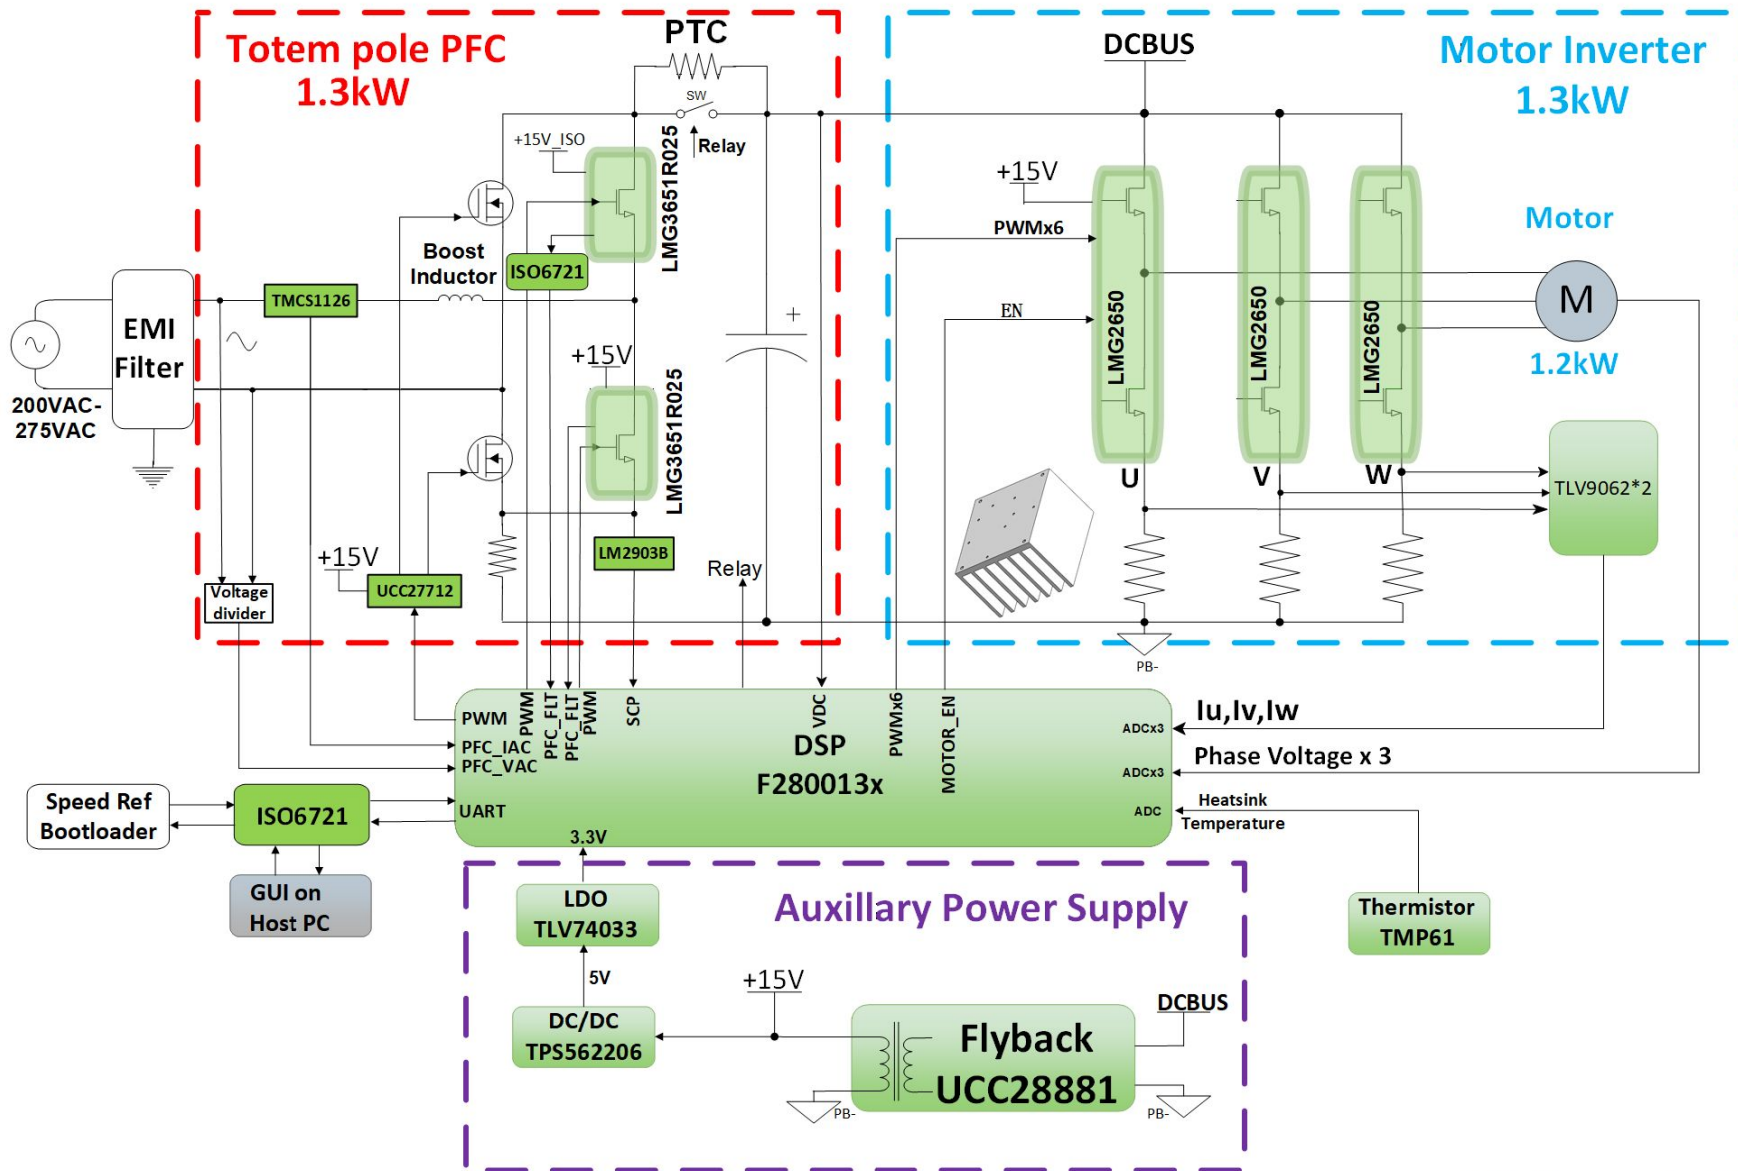 Totem pole PFC
1.3kW
PTC
SW
Relay
+15V_ISO
LMG3651R025
Boost
Inductor
ISO6721
TMCS1126
EMI
Filter
200VAC-
275VAC
+
+15V
LMG3651R025
LM2903B
+15V
UCC27712
Voltage
divider
Relay
DCBUS
Motor Inverter
1.3kW
+15V
PWMx6
EN
LMG2650
LMG2650
LMG2650
Motor
M
1.2kW
U
V
W
TLV9062*2
PB-
PWM
PFC_IAC
PFC_VAC
UART
PWM
PFC_FLT
PFC_FLT
PWM
SCP
VDC
PWMx6
MOTOR_EN
DSP
F280013x
3.3V
ADCx3
ADCx3
ADC
Iu,Iv,Iw
Phase Voltage x 3
Heatsink
Temperature
Speed Ref
Bootloader
ISO6721
GUI on
Host PC
Thermistor
TMP61
Auxillary Power Supply
LDO
TLV74033
5V
DC/DC
TPS562206
+15V
Flyback
UCC28881
DCBUS
PB-
PB-